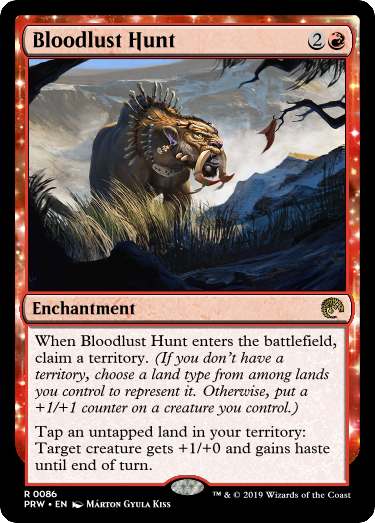 Bloodlust Hunt 2
Enchantment
When Bloodlust Hunt enters the battlefield,
claim a territory. (If you don't have a
territory, choose a land type from among lands
you control to represent it. Otherwise, put a
+1/+1 counter on a creature you control.)
Tap an untapped land in your territory:
Target creature gets +1/+0 and gains haste
until end of turn.
R 0086
PRW • EN Márton Gyula Kiss
™ & © 2019 Wizards of the Coast